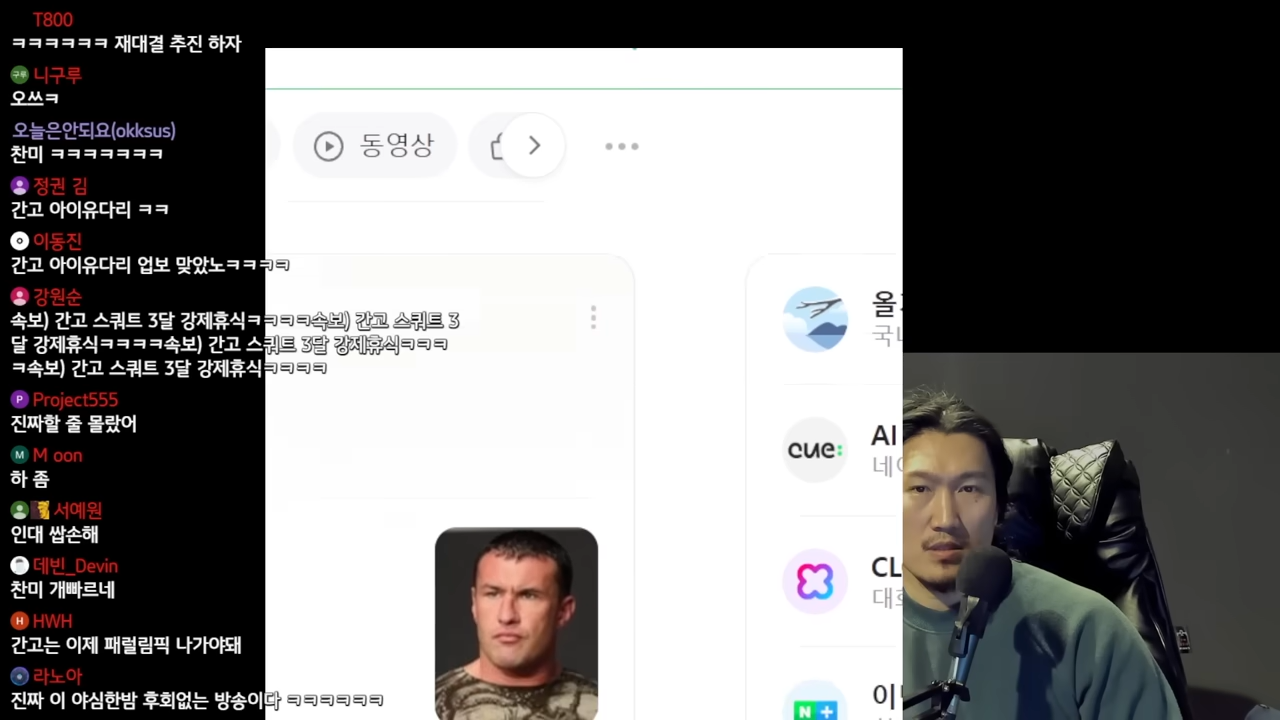 T800
ㅋㅋㅋㅋㅋㅋ 재대결 추진 하자
구루 니구루
오쓰ㅋ
오늘은안되요(okksus)
찬미 ㅋㅋㅋㅋㅋㅋㅋ
정권 김
간고 아이유다리 ㅋㅋ
이동진
간고 아이유다리 업보 맞았노ㅋㅋㅋㅋ
강원순
속보) 간고 스쿼트 3달 강제휴식ㅋㅋㅋㅋ속보) 간고 스쿼트 3
달 강제휴식ㅋㅋㅋㅋ속보) 간고 스쿼트 3달 강제휴식ㅋㅋㅋ
ㅋ속보) 간고 스쿼트 3달 강제휴식ㅋㅋㅋㅋ
P Project555
진짜할 줄 몰랐어
M M oon
하 좀
서예원
인대 쌉손해
데빈_Devin
찬미 개빠르네
H HWH
간고는 이제 패럴림픽 나가야돼
라노아
진짜 이 야심한밤 후회없는 방송이다 ㅋㅋㅋㅋㅋㅋ
동영상
올
국
cue:
AI
네
CL
대
N+
이